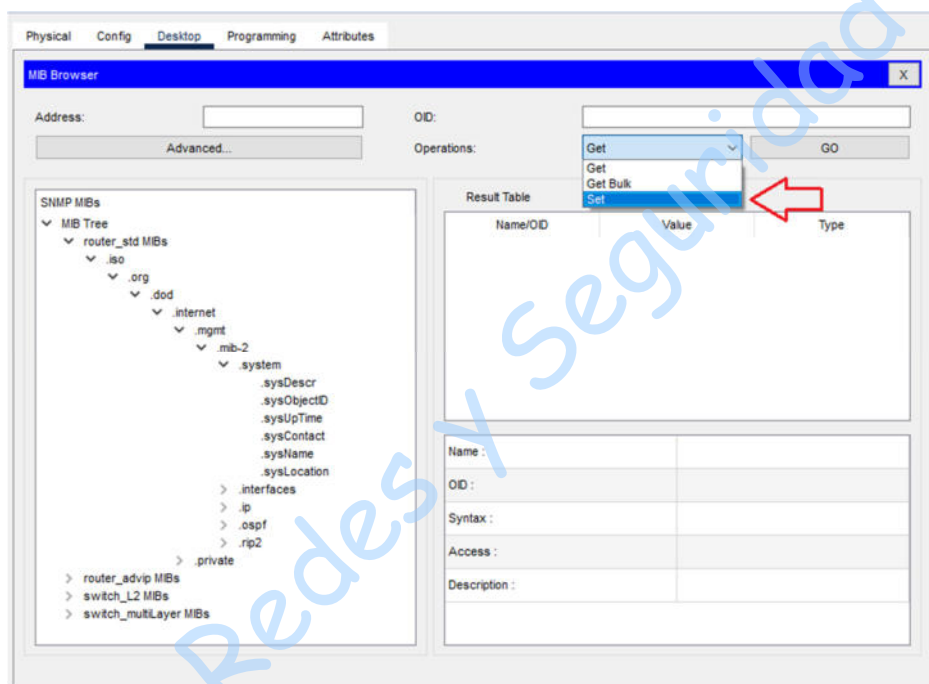 Physical Config Desktop Programming Attributes
MIB Browser X
Address: OID:
Advanced... Operations: Get GO
Get
Get Bulk
Set
SNMP MIBs
MIB Tree
router_std MIBs
.iso
.org
.dod
.internet
.mgmt
.mib-2
.system
.sysDescr
.sysObjectID
.sysUpTime
.sysContact
.sysName
.sysLocation
.interfaces
.ip
.ospf
.rip2
.private
router_advip MIBs
switch_L2 MIBs
switch_multiLayer MIBs
Result Table
Name/OID Value Type
Name :
OID :
Syntax :
Access :
Description :
Redes Y Seguridad